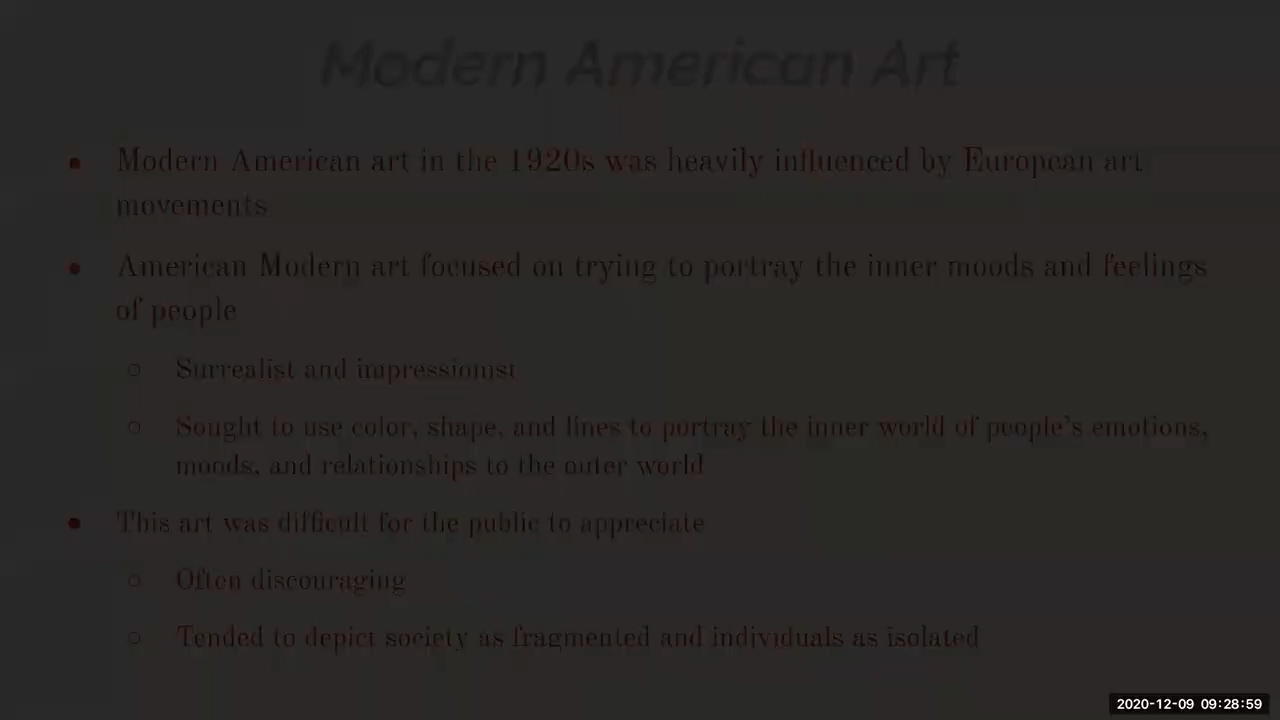 Modern American Art
• Modern American art in the 1920s was heavily influenced by European art
movements
• American Modern art focused on trying to portray the inner moods and feelings
of people
○ Surrealist and impressionist
○ Sought to use color, shape, and lines to portray the inner world of people's emotions,
moods, and relationships to the outer world
• This art was difficult for the public to appreciate
○ Often discouraging
○ Tended to depict society as fragmented and individuals as isolated
2020-12-09 09:28:59